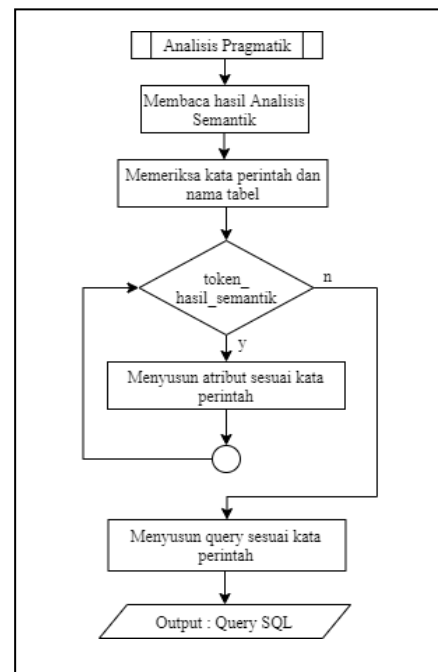 Analisis Pragmatik
Membaca hasil Analisis
Semantik
Memeriksa kata perintah dan
nama tabel
token_
hasil_semantik
n
y
Menyusun atribut sesuai kata
perintah
Menyusun query sesuai kata
perintah
Output : Query SQL